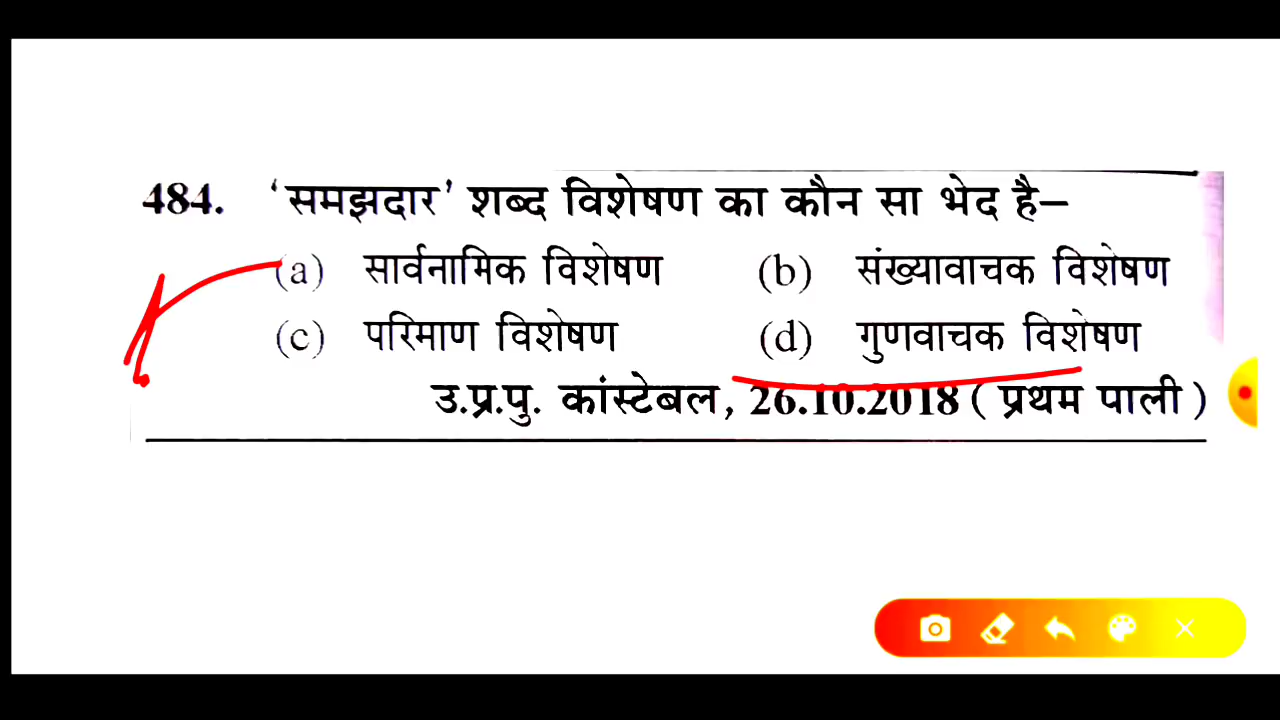 484. 'समझदार' शब्द विशेषण का कौन सा भेद है–
(a) सार्वनामिक विशेषण (b) संख्यावाचक विशेषण
(c) परिमाण विशेषण (d) गुणवाचक विशेषण
उ.प्र.पु. कांस्टेबल, 26.10.2018 ( प्रथम पाली )